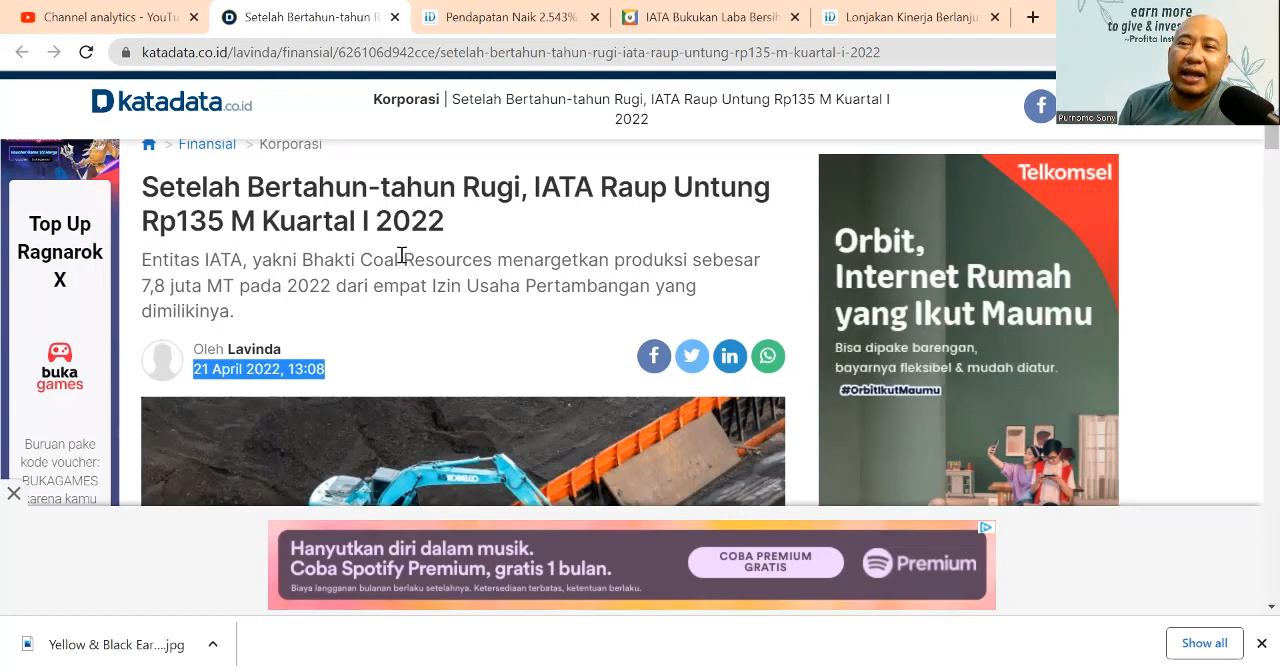 Channel analytics - YouTu
Setelah Bertahun-tahun R
Pendapatan Naik 2.543%
IATA Bukukan Laba Bersih
Lonjakan Kinerja Berlanju
katadata.co.id/lavinda/finansial/626106d942cce/setelah-bertahun-tahun-rugi-iata-raup-untung-rp135-m-kuartal-i-2022
earn more
to give & inves
~Profita Inst
Purnomo Sony
katadata.co.id
Korporasi | Setelah Bertahun-tahun Rugi, IATA Raup Untung Rp135 M Kuartal I
2022
Finansial > Korporasi
Setelah Bertahun-tahun Rugi, IATA Raup Untung
Rp135 M Kuartal I 2022
Entitas IATA, yakni Bhakti Coal Resources menargetkan produksi sebesar
7,8 juta MT pada 2022 dari empat Izin Usaha Pertambangan yang
dimilikinya.
Oleh Lavinda
21 April 2022, 13:08
KOBELCO
Top Up
Ragnarok
X
buka
games
Buruan pake
kode voucher:
BUKAGAMES
karena kamu
Telkomsel
Orbit,
Internet Rumah
yang Ikut Maumu
Bisa dipake barengan,
bayarnya fleksibel & mudah diatur.
#OrbitIkutMaumu
Hanyutkan diri dalam musik.
Coba Spotify Premium, gratis 1 bulan.
Biaya langganan bulanan berlaku setelahnya. Ketersediaan terbatas, ketentuan berlaku.
COBA PREMIUM
GRATIS
Premium
Yellow & Black Ear....jpg
Show all